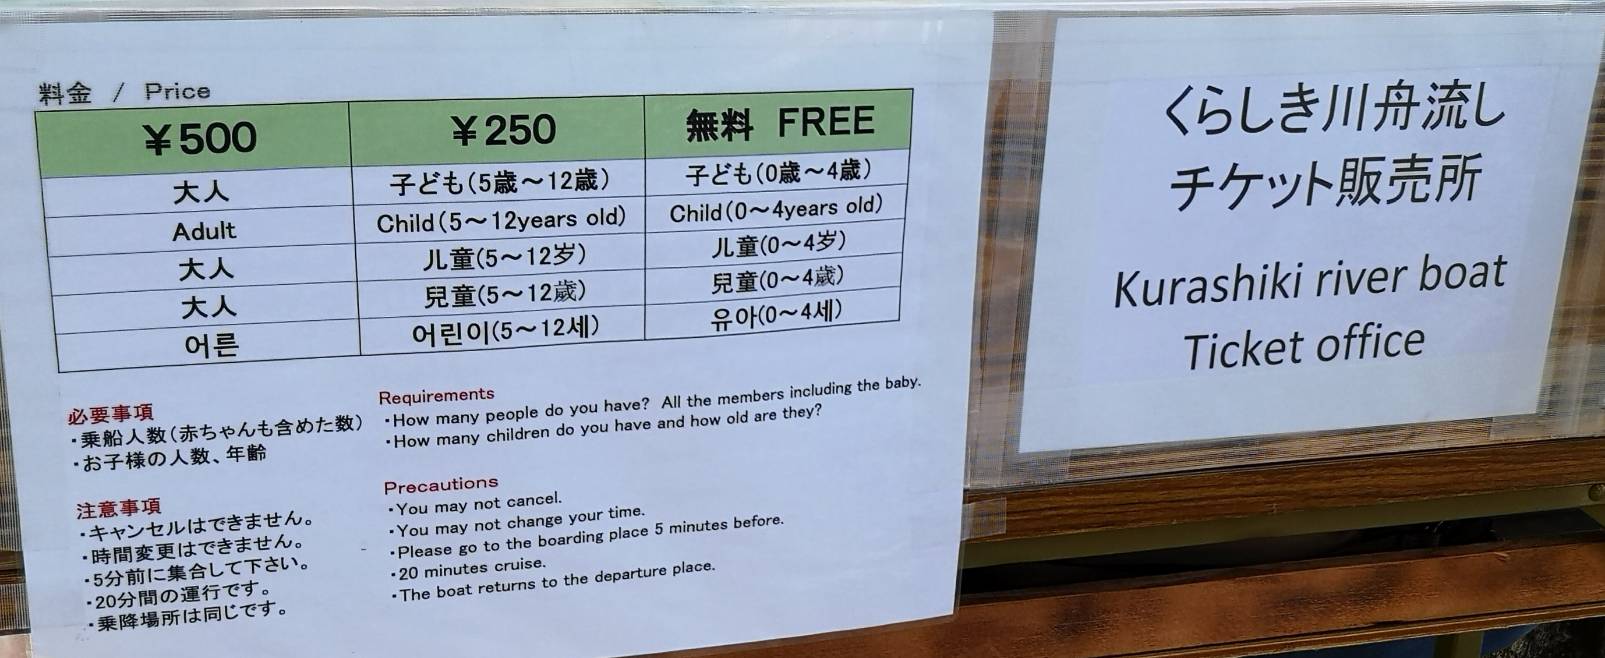 料金 / Price
￥500 ￥250 無料 FREE
大人 子ども(5歳～12歳) 子ども(0歳～4歳)
Adult Child(5～12years old) Child(0～4years old)
大人 儿童(5～12岁) 儿童(0～4岁)
大人 兒童(5～12歲) 兒童(0～4歲)
어른 어린이(5～12세) 유아(0～4세)
必要事項
・乗船人数(赤ちゃんも含めた数)
・お子様の人数、年齢
注意事項
・キャンセルはできません。
・時間変更はできません。
・5分前に集合して下さい。
・20分間の運行です。
・乗降場所は同じです。
Requirements
・How many people do you have? All the members including the baby.
・How many children do you have and how old are they?
Precautions
・You may not cancel.
・You may not change your time.
・Please go to the boarding place 5 minutes before.
・20 minutes cruise.
・The boat returns to the departure place.
くらしき川舟流し
チケット販売所
Kurashiki river boat
Ticket office